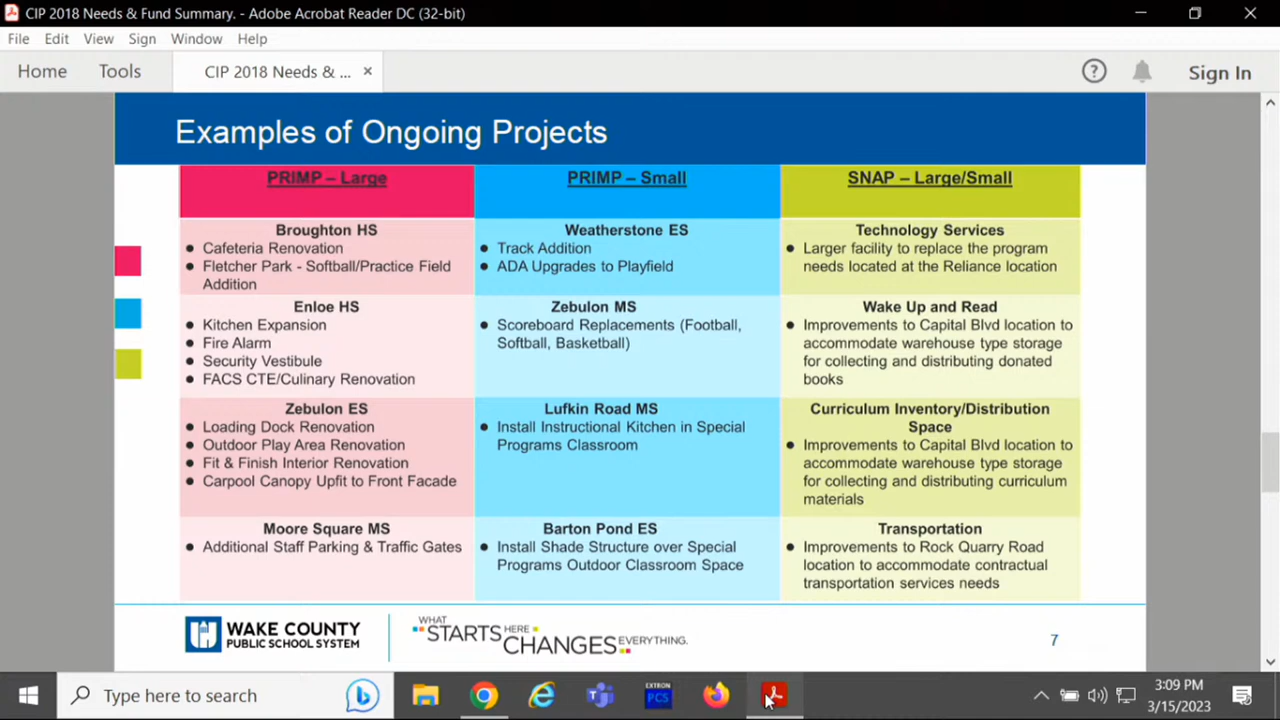 CIP 2018 Needs & Fund Summary. - Adobe Acrobat Reader DC (32-bit)
File Edit View Sign Window Help
Home Tools CIP 2018 Needs & ... × ? Sign In
Examples of Ongoing Projects
PRIMP – Large
Broughton HS
● Cafeteria Renovation
● Fletcher Park - Softball/Practice Field
Addition
Enloe HS
● Kitchen Expansion
● Fire Alarm
● Security Vestibule
● FACS CTE/Culinary Renovation
Zebulon ES
● Loading Dock Renovation
● Outdoor Play Area Renovation
● Fit & Finish Interior Renovation
● Carpool Canopy Upfit to Front Facade
Moore Square MS
● Additional Staff Parking & Traffic Gates
PRIMP – Small
Weatherstone ES
● Track Addition
● ADA Upgrades to Playfield
Zebulon MS
● Scoreboard Replacements (Football,
Softball, Basketball)
Lufkin Road MS
● Install Instructional Kitchen in Special
Programs Classroom
Barton Pond ES
● Install Shade Structure over Special
Programs Outdoor Classroom Space
SNAP – Large/Small
Technology Services
● Larger facility to replace the program
needs located at the Reliance location
Wake Up and Read
● Improvements to Capital Blvd location to
accommodate warehouse type storage
for collecting and distributing donated
books
Curriculum Inventory/Distribution
Space
● Improvements to Capital Blvd location to
accommodate warehouse type storage
for collecting and distributing curriculum
materials
Transportation
● Improvements to Rock Quarry Road
location to accommodate contractual
transportation services needs
WAKE COUNTY
PUBLIC SCHOOL SYSTEM
WHAT
STARTS HERE
CHANGES EVERYTHING.
7
Type here to search
EXTRON
PCS
3:09 PM
3/15/2023